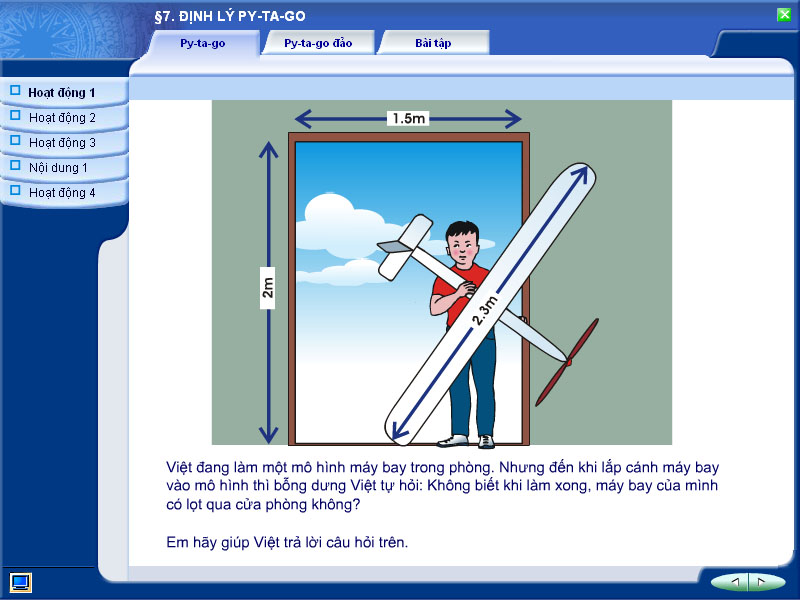 §7. ĐỊNH LÝ PY-TA-GO
Py-ta-go
Py-ta-go đảo
Bài tập
Hoạt động 1
Hoạt động 2
Hoạt động 3
Nội dung 1
Hoạt động 4
1.5m
2m
2.3m
Việt đang làm một mô hình máy bay trong phòng. Nhưng đến khi lắp cánh máy bay
vào mô hình thì bỗng dưng Việt tự hỏi: Không biết khi làm xong, máy bay của mình
có lọt qua cửa phòng không?
Em hãy giúp Việt trả lời câu hỏi trên.